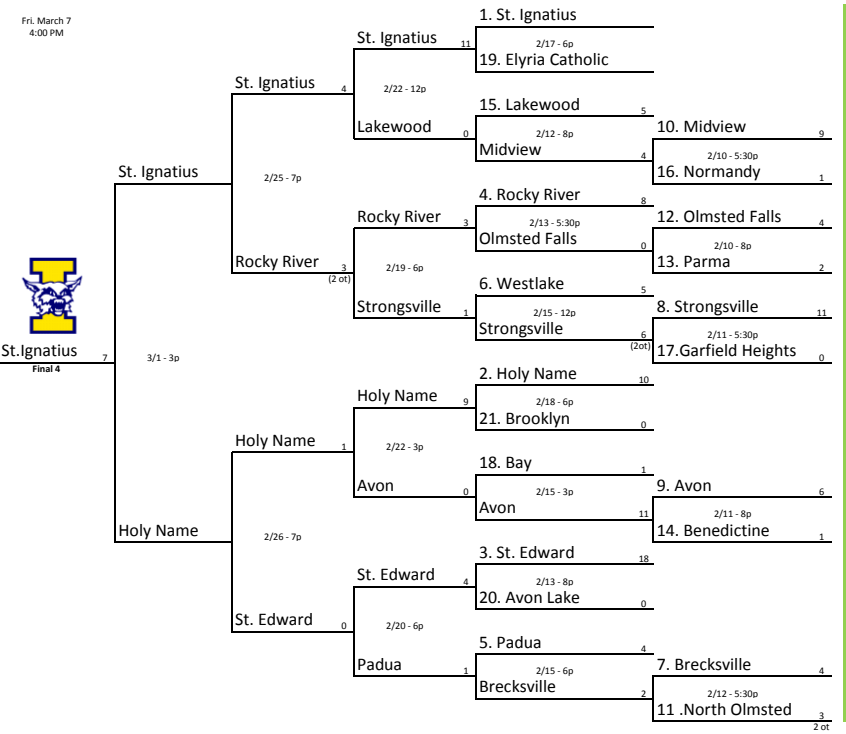 Fri. March 7
4:00 PM
1. St. Ignatius
St. Ignatius 11
2/17 - 6p
19. Elyria Catholic
St. Ignatius 4
2/22 - 12p
15. Lakewood 5
Lakewood 0
2/12 - 8p
10. Midview 9
Midview 4
2/10 - 5:30p
16. Normandy 1
St. Ignatius
2/25 - 7p
4. Rocky River 8
Rocky River 3
2/13 - 5:30p
12. Olmsted Falls 4
Olmsted Falls 0
2/10 - 8p
13. Parma 2
Rocky River 3
(2 ot)
2/19 - 6p
6. Westlake 5
Strongsville 1
2/15 - 12p
8. Strongsville 11
Strongsville 6
(2ot)
2/11 - 5:30p
17.Garfield Heights 0
I
St.Ignatius 7
Final 4
3/1 - 3p
2. Holy Name 10
Holy Name 9
2/18 - 6p
21. Brooklyn 0
Holy Name 1
2/22 - 3p
18. Bay 1
Avon 0
2/15 - 3p
9. Avon 6
Avon 11
2/11 - 8p
14. Benedictine 1
Holy Name
2/26 - 7p
3. St. Edward 18
St. Edward 4
2/13 - 8p
20. Avon Lake 0
St. Edward 0
2/20 - 6p
5. Padua 4
Padua 1
2/15 - 6p
7. Brecksville 4
Brecksville 2
2/12 - 5:30p
11 .North Olmsted 3
2 ot